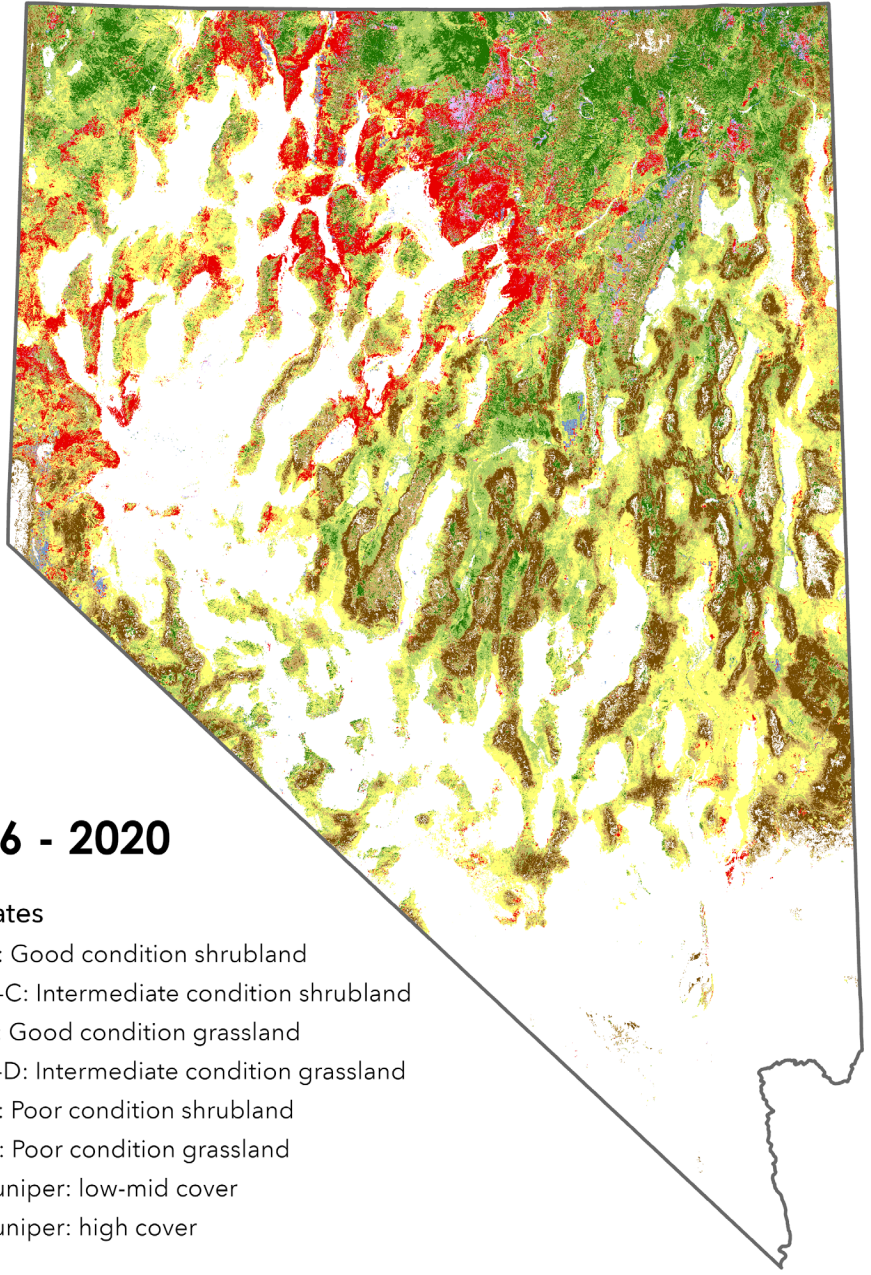 6 - 2020
ates
: Good condition shrubland
-C: Intermediate condition shrubland
: Good condition grassland
-D: Intermediate condition grassland
: Poor condition shrubland
: Poor condition grassland
uniper: low-mid cover
uniper: high cover